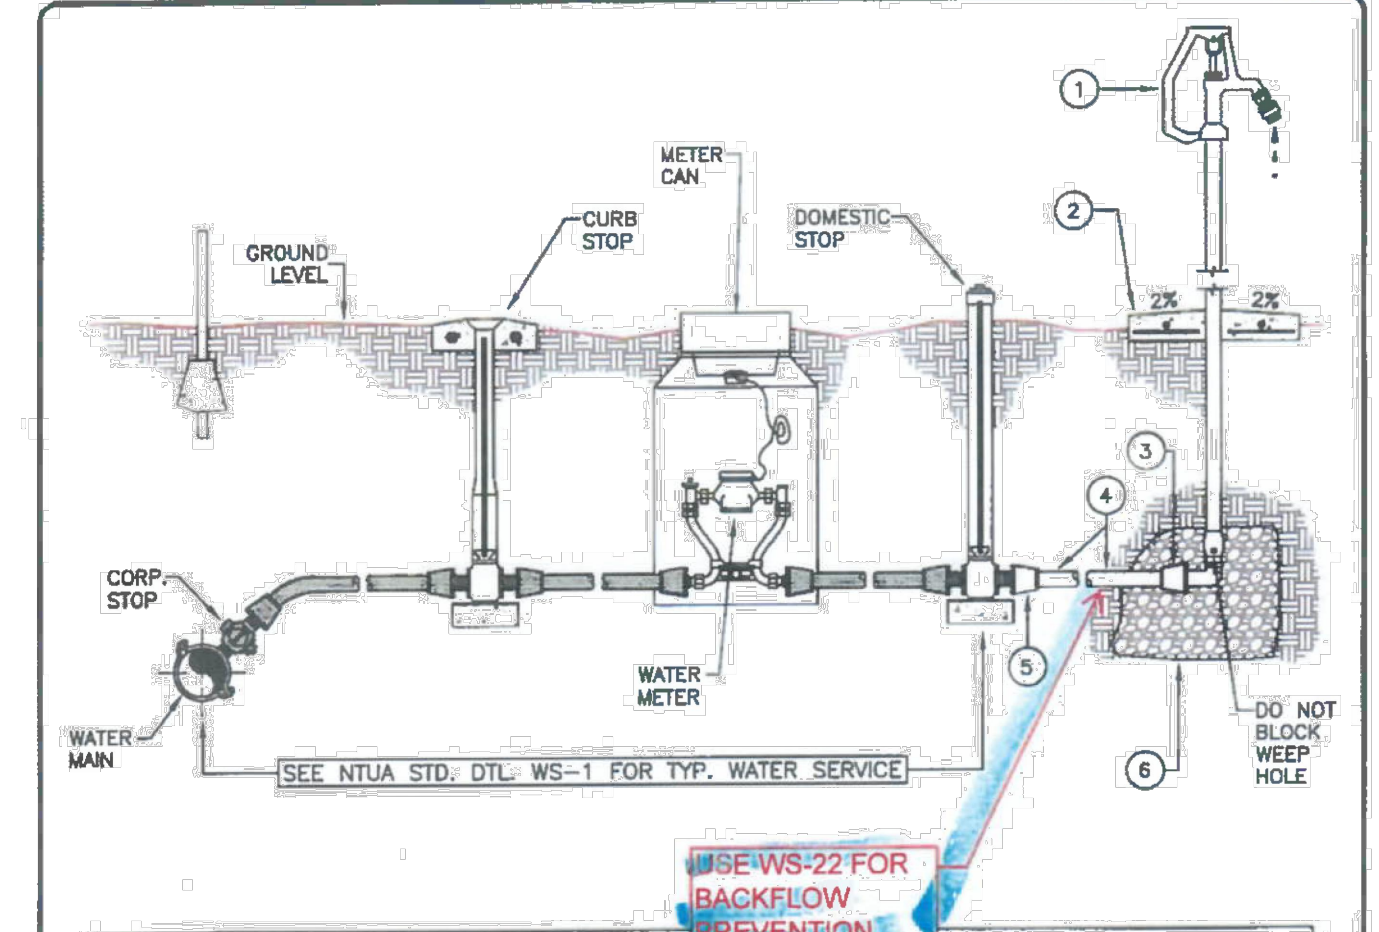 1
METER
CAN
2
CURB
STOP
DOMESTIC
STOP
GROUND
LEVEL
2%
2%
3
4
CORP.
STOP
5
WATER
METER
WATER
MAIN
DO NOT
BLOCK
WEEP
HOLE
6
SEE NTUA STD. DTL. WS-1 FOR TYP. WATER SERVICE
USE WS-22 FOR
BACKFLOW
PREVENTION